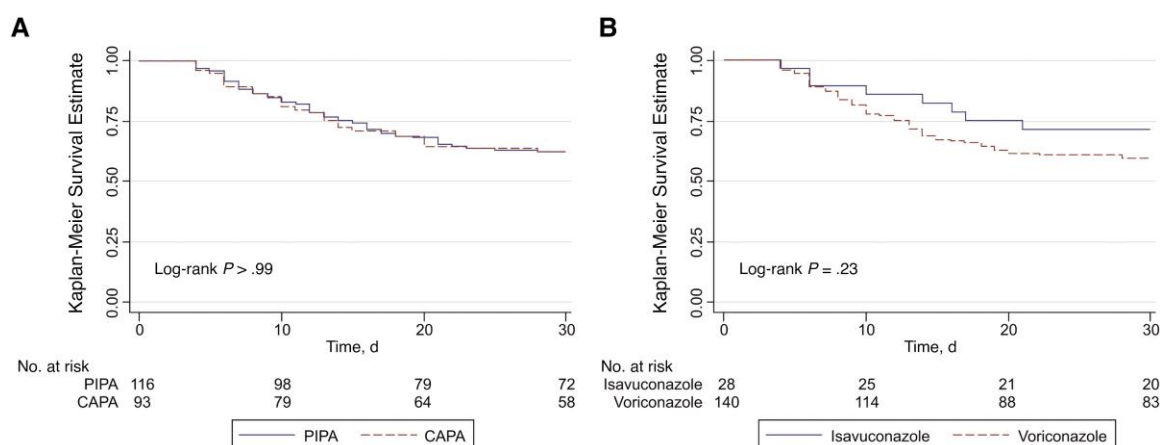 A
Kaplan-Meier Survival Estimate
1.00
0.75
0.50
0.25
0.00
Log-rank P > .99
0 10 20 30
Time, d
No. at risk
PIPA 116 98 79 72
CAPA 93 79 64 58
PIPA CAPA
B
Kaplan-Meier Survival Estimate
1.00
0.75
0.50
0.25
0.00
Log-rank P = .23
0 10 20 30
Time, d
No. at risk
Isavuconazole 28 25 21 20
Voriconazole 140 114 88 83
Isavuconazole Voriconazole